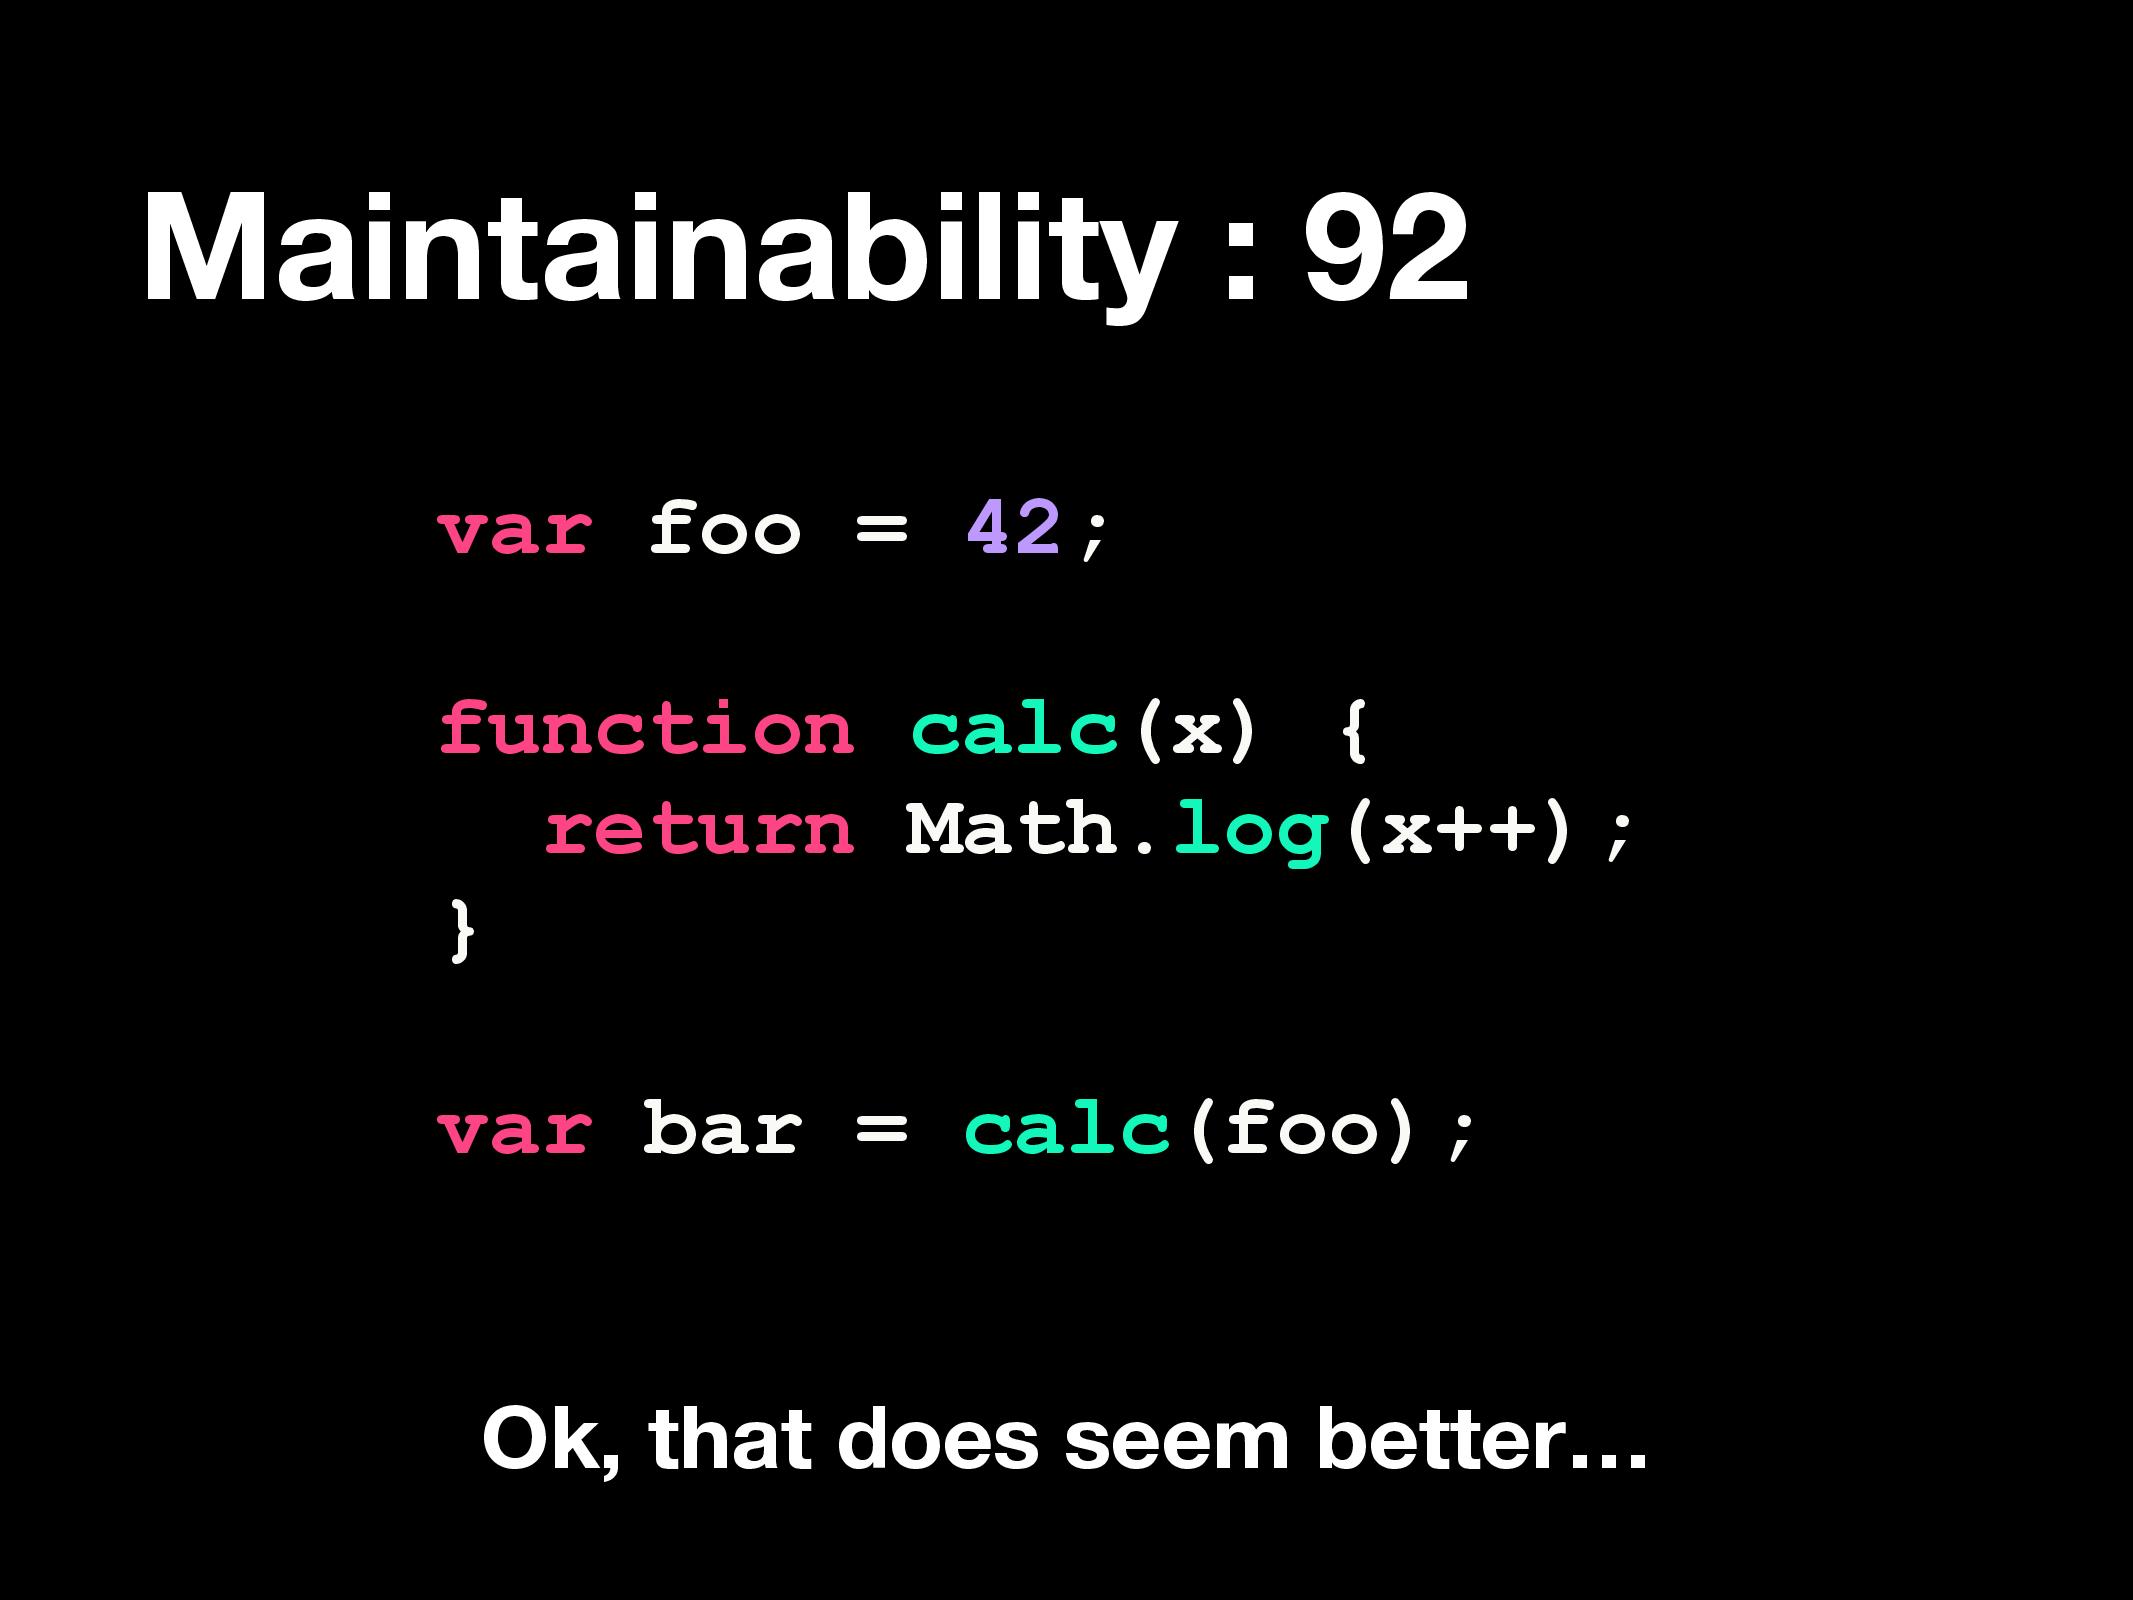 Maintainability : 92
var foo = 42;
function calc(x) {
  return Math.log(x++);
}
var bar = calc(foo);
Ok, that does seem better…